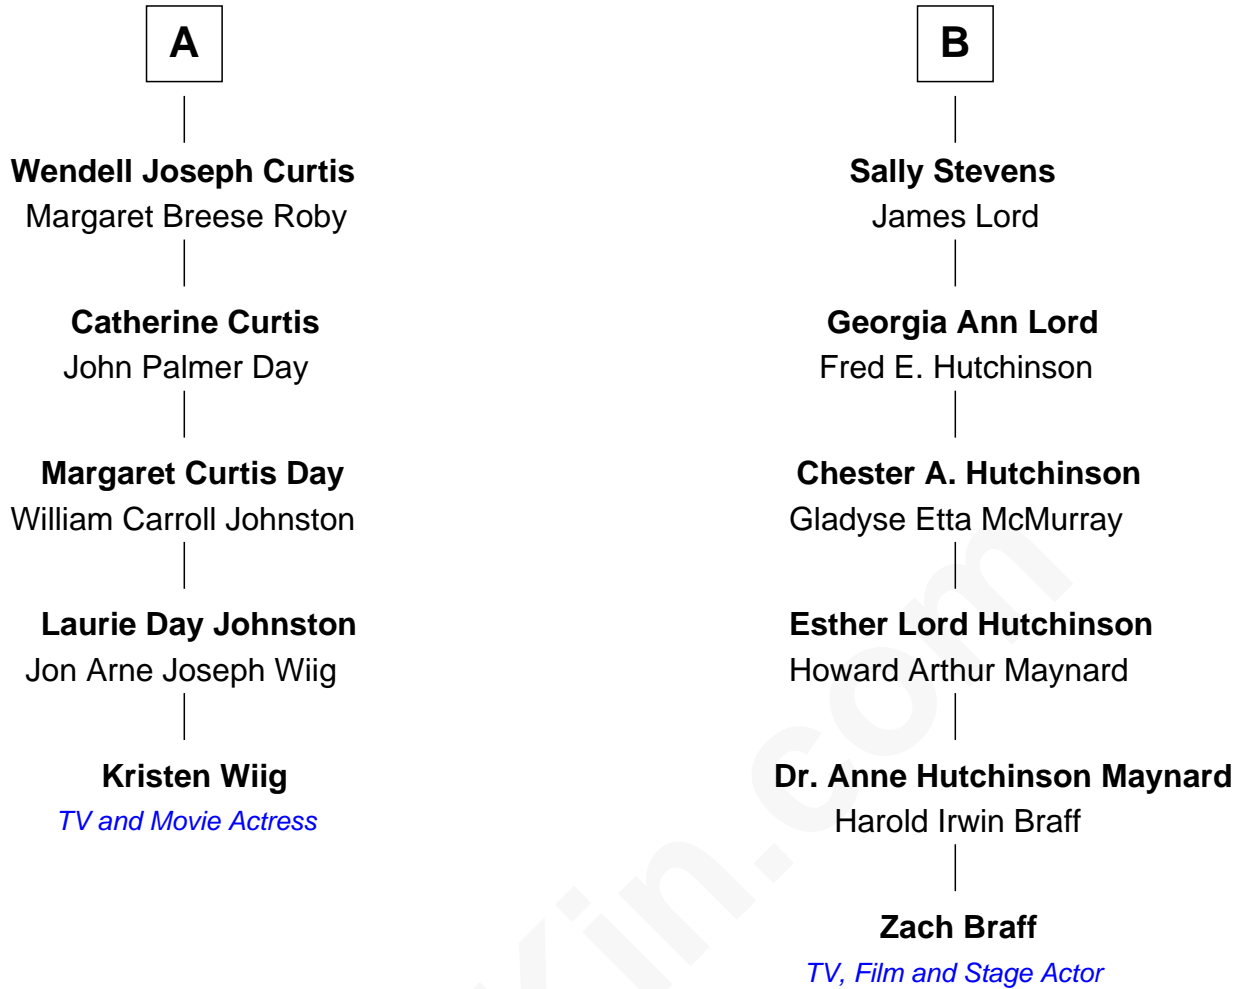 A
Wendell Joseph Curtis
Margaret Breese Roby
Catherine Curtis
John Palmer Day
Margaret Curtis Day
William Carroll Johnston
Laurie Day Johnston
Jon Arne Joseph Wiig
Kristen Wiig
TV and Movie Actress
B
Sally Stevens
James Lord
Georgia Ann Lord
Fred E. Hutchinson
Chester A. Hutchinson
Gladyse Etta McMurray
Esther Lord Hutchinson
Howard Arthur Maynard
Dr. Anne Hutchinson Maynard
Harold Irwin Braff
Zach Braff
TV, Film and Stage Actor
Kin.com